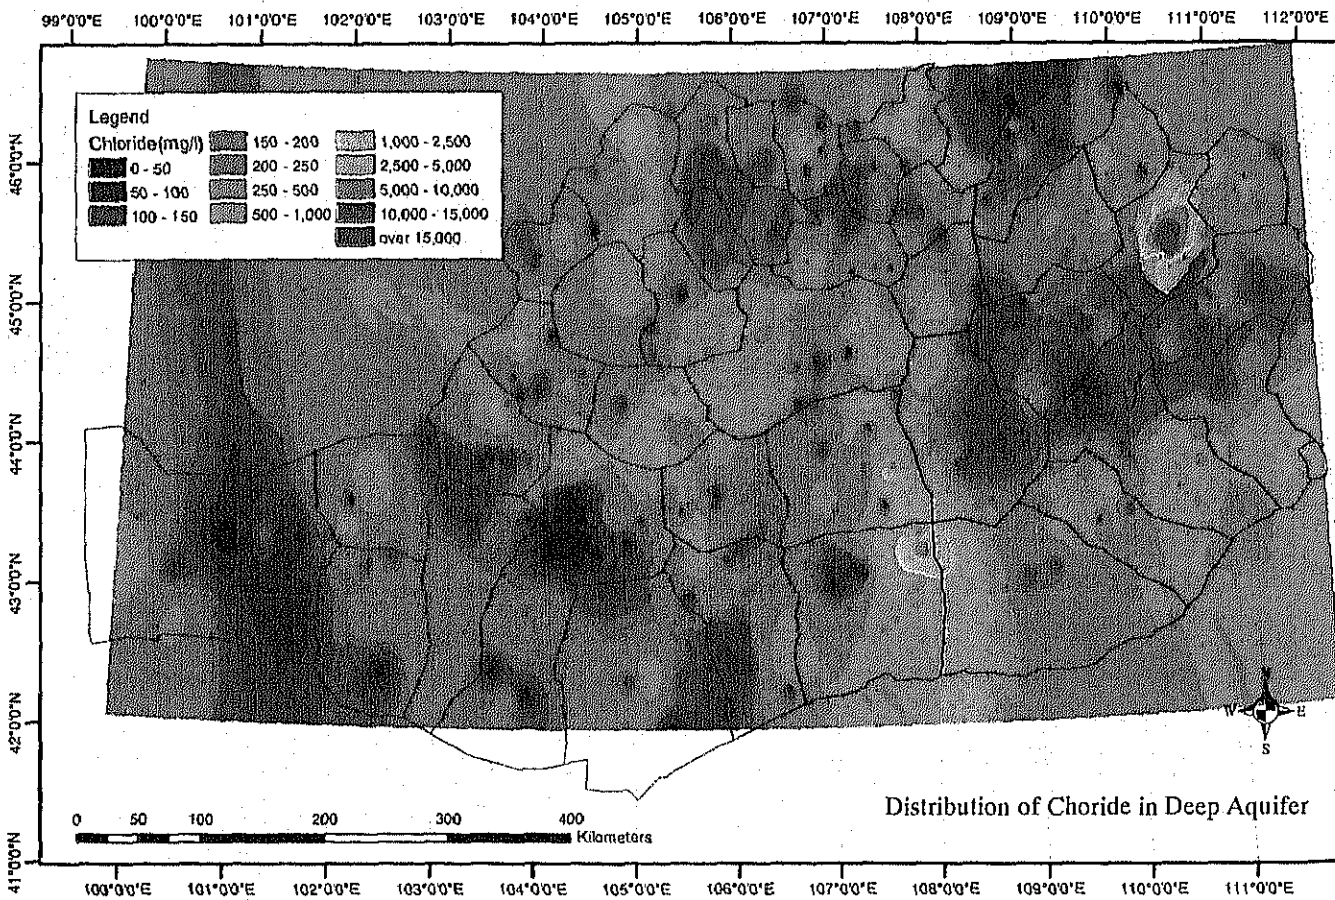 99°0'0"E 100°0'0"E 101°0'0"E 102°0'0"E 103°0'0"E 104°0'0"E 105°0'0"E 106°0'0"E 107°0'0"E 108°0'0"E 109°0'0"E 110°0'0"E 111°0'0"E 112°0'0"E
Legend
Chloride(mg/l)
0 - 50
50 - 100
100 - 150
150 - 200
200 - 250
250 - 500
500 - 1,000
1,000 - 2,500
2,500 - 5,000
5,000 - 10,000
10,000 - 15,000
over 15,000
46°0'0"N
45°0'0"N
44°0'0"N
43°0'0"N
42°0'0"N
41°0'0"N
N
W E
S
Distribution of Choride in Deep Aquifer
0 50 100 200 300 400
Kilometers
100°0'0"E 101°0'0"E 102°0'0"E 103°0'0"E 104°0'0"E 105°0'0"E 106°0'0"E 107°0'0"E 108°0'0"E 109°0'0"E 110°0'0"E 111°0'0"E